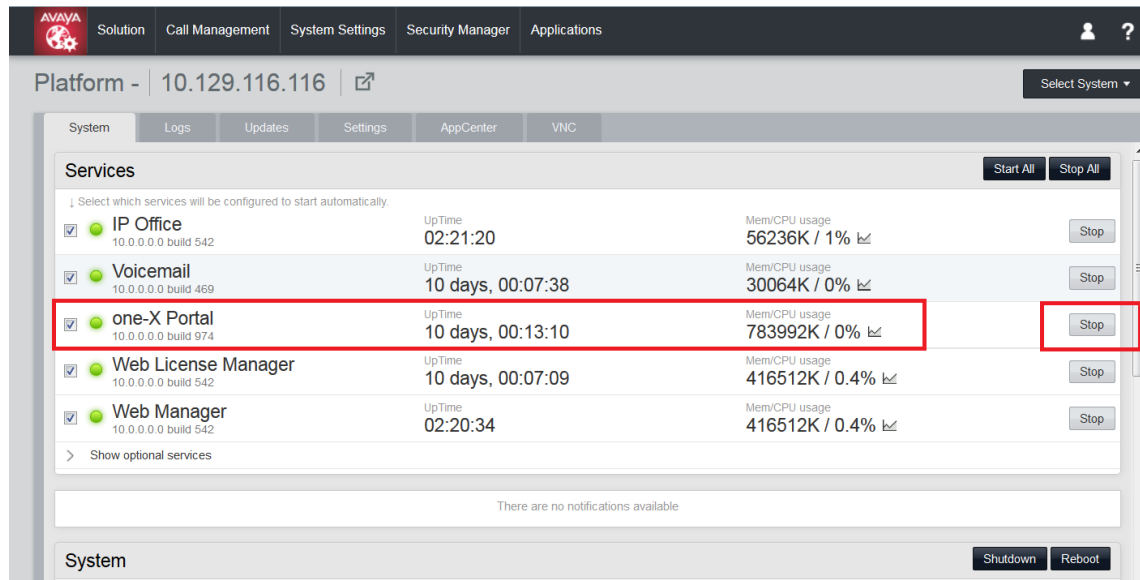 AVAYA
Solution Call Management System Settings Security Manager Applications ?
Platform - 10.129.116.116 Select System
System Logs Updates Settings AppCenter VNC
Services Start All Stop All
↓ Select which services will be configured to start automatically.
IP Office UpTime Mem/CPU usage
10.0.0.0.0 build 542 02:21:20 56236K / 1% Stop
Voicemail UpTime Mem/CPU usage
10.0.0.0.0 build 469 10 days, 00:07:38 30064K / 0% Stop
one-X Portal UpTime Mem/CPU usage
10.0.0.0.0 build 974 10 days, 00:13:10 783992K / 0% Stop
Web License Manager UpTime Mem/CPU usage
10.0.0.0.0 build 542 10 days, 00:07:09 416512K / 0.4% Stop
Web Manager UpTime Mem/CPU usage
10.0.0.0.0 build 542 02:20:34 416512K / 0.4% Stop
Show optional services
There are no notifications available
System Shutdown Reboot